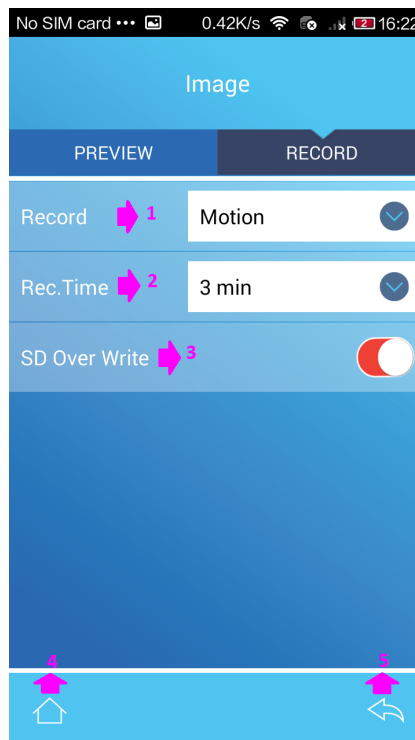 No SIM card ••• 0.42K/s 2 16:22
Image
PREVIEW RECORD
Record 1 Motion
Rec.Time 2 3 min
SD Over Write 3
4 5